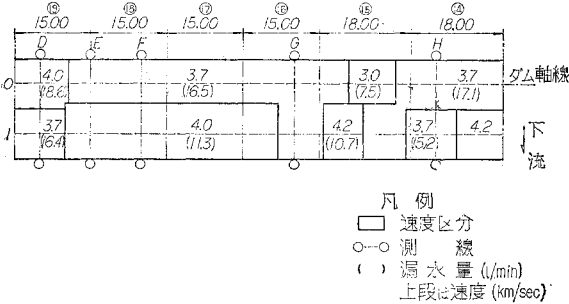 ⑲ ⑱ ⑰ ⑯ ⑮ ⑭
15.00 15.00 15.00 15.00 18.00 18.00
D E F G H
0 4.0 3.7 3.0 3.7 ダム軸線
(8.6) (16.5) (7.5) (17.1)
1 3.7 4.0 4.2 3.7 4.2 下
(6.4) (11.3) (10.7) (15.2) 流
凡例
速度区分
測線
( ) 漏水量 (l/min)
上段は速度 (km/sec)